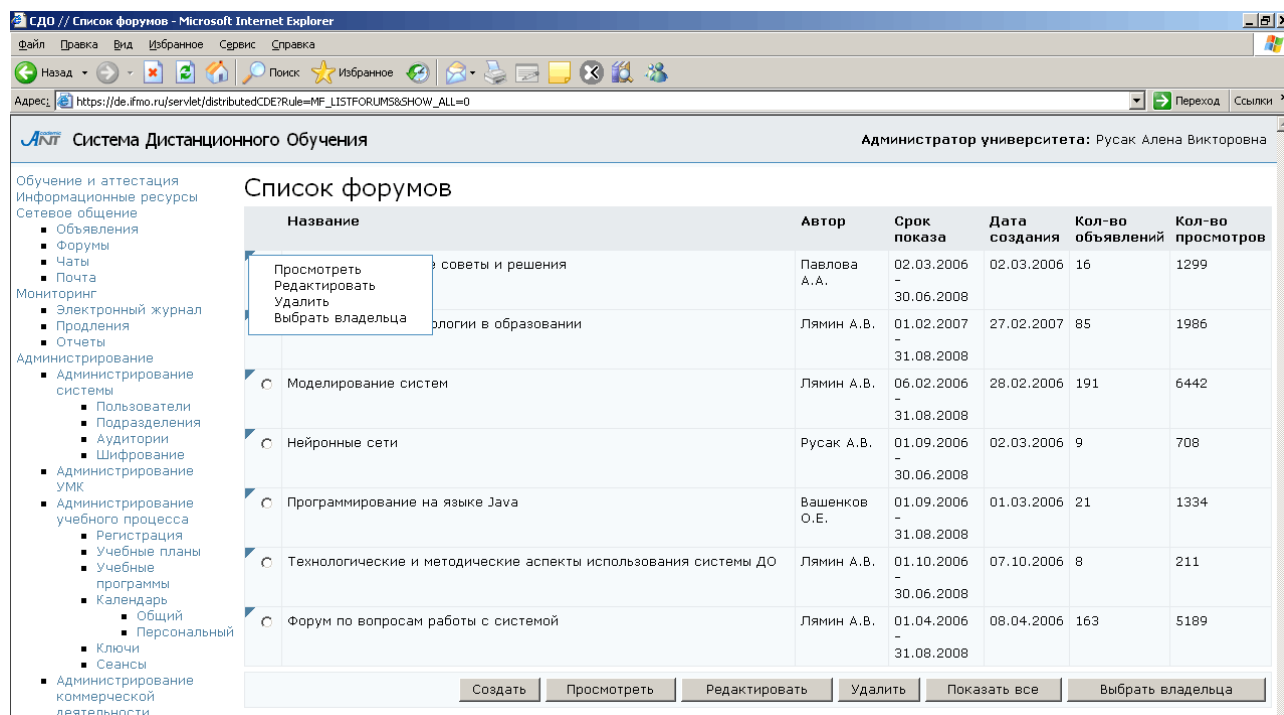 СДО // Список форумов - Microsoft Internet Explorer
Файл Правка Вид Избранное Сервис Справка
Назад Поиск Избранное
Адрес: https://de.ifmo.ru/servlet/distributedCDE?Rule=MF_LISTFORUMS&SHOW_ALL=0 Переход Ссылки
Academic ANT Система Дистанционного Обучения Администратор университета: Русак Алена Викторовна
Обучение и аттестация
Информационные ресурсы
Сетевое общение
Объявления
Форумы
Чаты
Почта
Мониторинг
Электронный журнал
Продления
Отчеты
Администрирование
Администрирование
системы
Пользователи
Подразделения
Аудитории
Шифрование
Администрирование
УМК
Администрирование
учебного процесса
Регистрация
Учебные планы
Учебные
программы
Календарь
Общий
Персональный
Ключи
Сеансы
Администрирование
коммерческой
деятельности
Список форумов
Название Автор Срок показа Дата создания Кол-во объявлений Кол-во просмотров
Просмотреть
Редактировать
Удалить
Выбрать владельца
советы и решения Павлова А.А. 02.03.2006 – 30.06.2008 02.03.2006 16 1299
ологии в образовании Лямин А.В. 01.02.2007 – 31.08.2008 27.02.2007 85 1986
Моделирование систем Лямин А.В. 06.02.2006 – 31.08.2008 28.02.2006 191 6442
Нейронные сети Русак А.В. 01.09.2006 – 30.06.2008 02.03.2006 9 708
Программирование на языке Java Вашенков О.Е. 01.09.2006 – 31.08.2008 01.03.2006 21 1334
Технологические и методические аспекты использования системы ДО Лямин А.В. 01.10.2006 – 30.06.2008 07.10.2006 8 211
Форум по вопросам работы с системой Лямин А.В. 01.04.2006 – 31.08.2008 08.04.2006 163 5189
Создать Просмотреть Редактировать Удалить Показать все Выбрать владельца